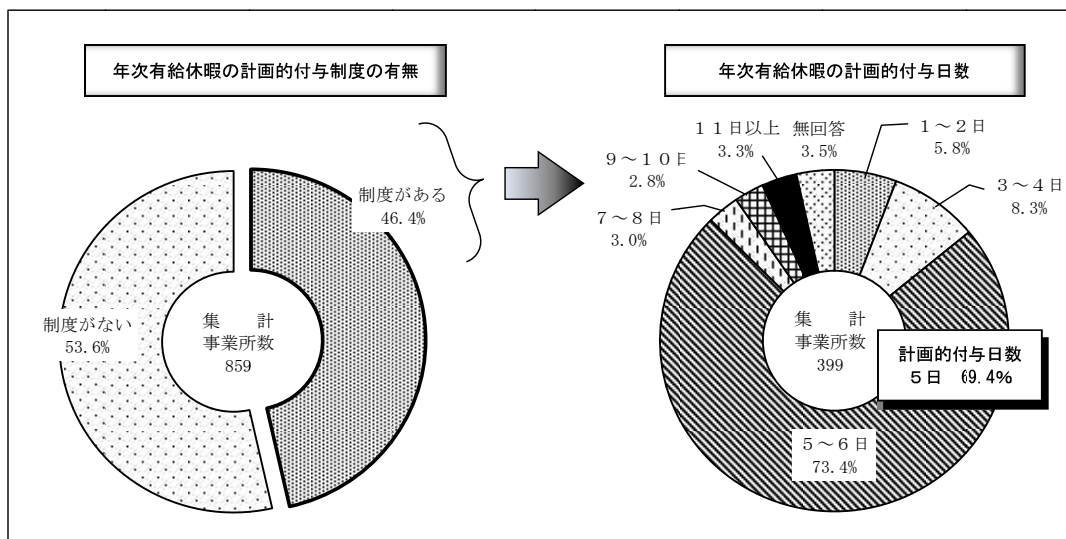 年次有給休暇の計画的付与制度の有無
制度がある
46.4%
制度がない
53.6%
集　　計
事業所数
859
年次有給休暇の計画的付与日数
１～２日
5.8%
３～４日
8.3%
５～６日
73.4%
７～８日
3.0%
９～10日
2.8%
１１日以上
3.3%
無回答
3.5%
集　　計
事業所数
399
計画的付与日数
５日　69.4%